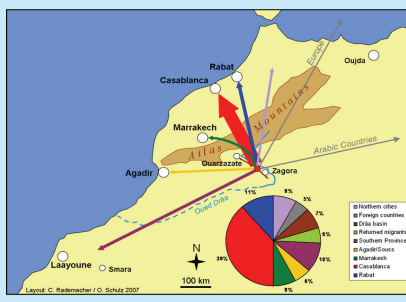 Europe
Rabat
Oujda
Casablanca
Mountains
Marrakech
Atlas
Arabic Countries
Ouarzazate
Agadir
Zagora
Oued Drâa
11%
8%
5%
7%
6%
10%
6%
8%
39%
Northern cities
Foreign countries
Drâa basin
Returned migrants
Southern Province
Agadir/Souss
Marrakesh
Casablanca
Rabat
Laayoune
Smara
N
100 km
Layout: C. Rademacher / O. Schulz 2007